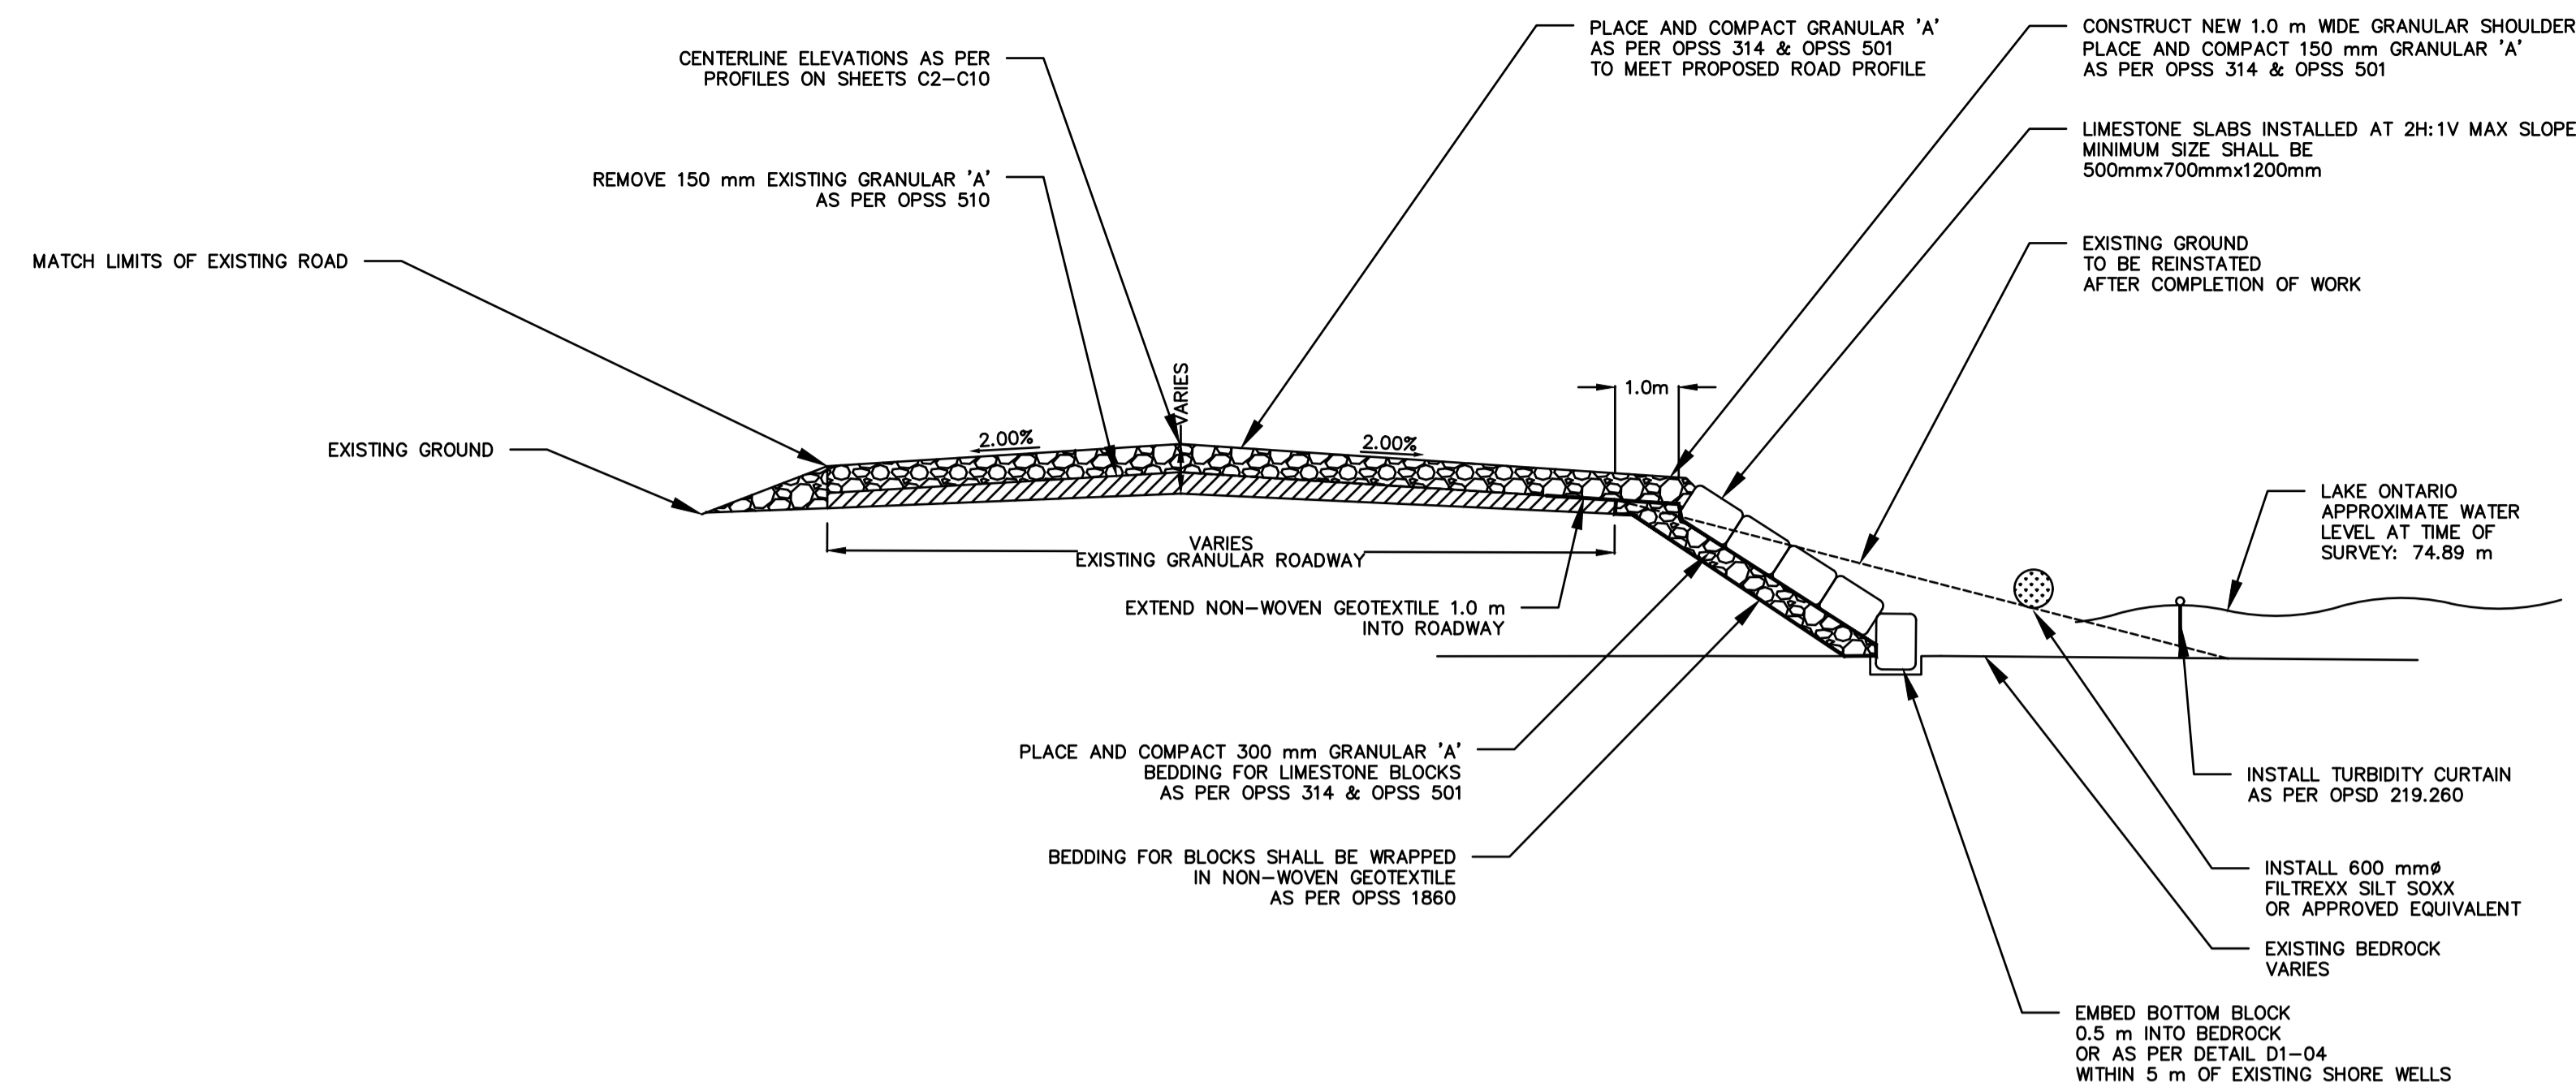 CENTERLINE ELEVATIONS AS PER
PROFILES ON SHEETS C2-C10
REMOVE 150 mm EXISTING GRANULAR 'A'
AS PER OPSS 510
MATCH LIMITS OF EXISTING ROAD
EXISTING GROUND
PLACE AND COMPACT GRANULAR 'A'
AS PER OPSS 314 & OPSS 501
TO MEET PROPOSED ROAD PROFILE
CONSTRUCT NEW 1.0 m WIDE GRANULAR SHOULDER
PLACE AND COMPACT 150 mm GRANULAR 'A'
AS PER OPSS 314 & OPSS 501
LIMESTONE SLABS INSTALLED AT 2H:1V MAX SLOPE
MINIMUM SIZE SHALL BE
500mmx700mmx1200mm
EXISTING GROUND
TO BE REINSTATED
AFTER COMPLETION OF WORK
VARIES
1.0m
2.00%
2.00%
LAKE ONTARIO
APPROXIMATE WATER
LEVEL AT TIME OF
SURVEY: 74.89 m
VARIES
EXISTING GRANULAR ROADWAY
EXTEND NON-WOVEN GEOTEXTILE 1.0 m
INTO ROADWAY
PLACE AND COMPACT 300 mm GRANULAR 'A'
BEDDING FOR LIMESTONE BLOCKS
AS PER OPSS 314 & OPSS 501
BEDDING FOR BLOCKS SHALL BE WRAPPED
IN NON-WOVEN GEOTEXTILE
AS PER OPSS 1860
INSTALL TURBIDITY CURTAIN
AS PER OPSD 219.260
INSTALL 600 mmø
FILTREXX SILT SOXX
OR APPROVED EQUIVALENT
EXISTING BEDROCK
VARIES
EMBED BOTTOM BLOCK
0.5 m INTO BEDROCK
OR AS PER DETAIL D1-04
WITHIN 5 m OF EXISTING SHORE WELLS